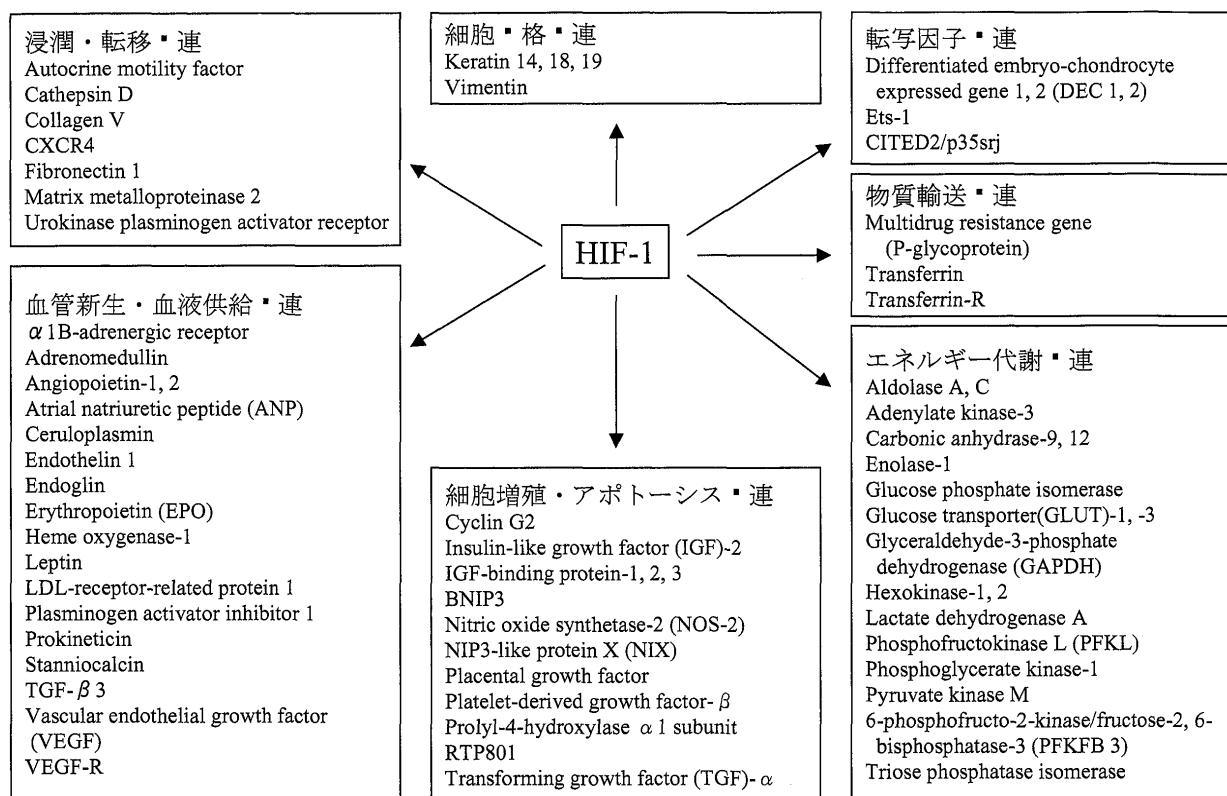 浸潤・転移▪連
Autocrine motility factor
Cathepsin D
Collagen V
CXCR4
Fibronectin 1
Matrix metalloproteinase 2
Urokinase plasminogen activator receptor
細胞▪格▪連
Keratin 14, 18, 19
Vimentin
転写因子▪連
Differentiated embryo-chondrocyte
expressed gene 1, 2 (DEC 1, 2)
Ets-1
CITED2/p35srj
物質輸送▪連
Multidrug resistance gene
(P-glycoprotein)
Transferrin
Transferrin-R
HIF-1
血管新生・血液供給▪連
α1B-adrenergic receptor
Adrenomedullin
Angiopoietin-1, 2
Atrial natriuretic peptide (ANP)
Ceruloplasmin
Endothelin 1
Endoglin
Erythropoietin (EPO)
Heme oxygenase-1
Leptin
LDL-receptor-related protein 1
Plasminogen activator inhibitor 1
Prokineticin
Stanniocalcin
TGF-β3
Vascular endothelial growth factor
(VEGF)
VEGF-R
細胞増殖・アポトーシス▪連
Cyclin G2
Insulin-like growth factor (IGF)-2
IGF-binding protein-1, 2, 3
BNIP3
Nitric oxide synthetase-2 (NOS-2)
NIP3-like protein X (NIX)
Placental growth factor
Platelet-derived growth factor-β
Prolyl-4-hydroxylase α1 subunit
RTP801
Transforming growth factor (TGF)-α
エネルギー代謝▪連
Aldolase A, C
Adenylate kinase-3
Carbonic anhydrase-9, 12
Enolase-1
Glucose phosphate isomerase
Glucose transporter(GLUT)-1, -3
Glyceraldehyde-3-phosphate
dehydrogenase (GAPDH)
Hexokinase-1, 2
Lactate dehydrogenase A
Phosphofructokinase L (PFKL)
Phosphoglycerate kinase-1
Pyruvate kinase M
6-phosphofructo-2-kinase/fructose-2, 6-
bisphosphatase-3 (PFKFB 3)
Triose phosphatase isomerase